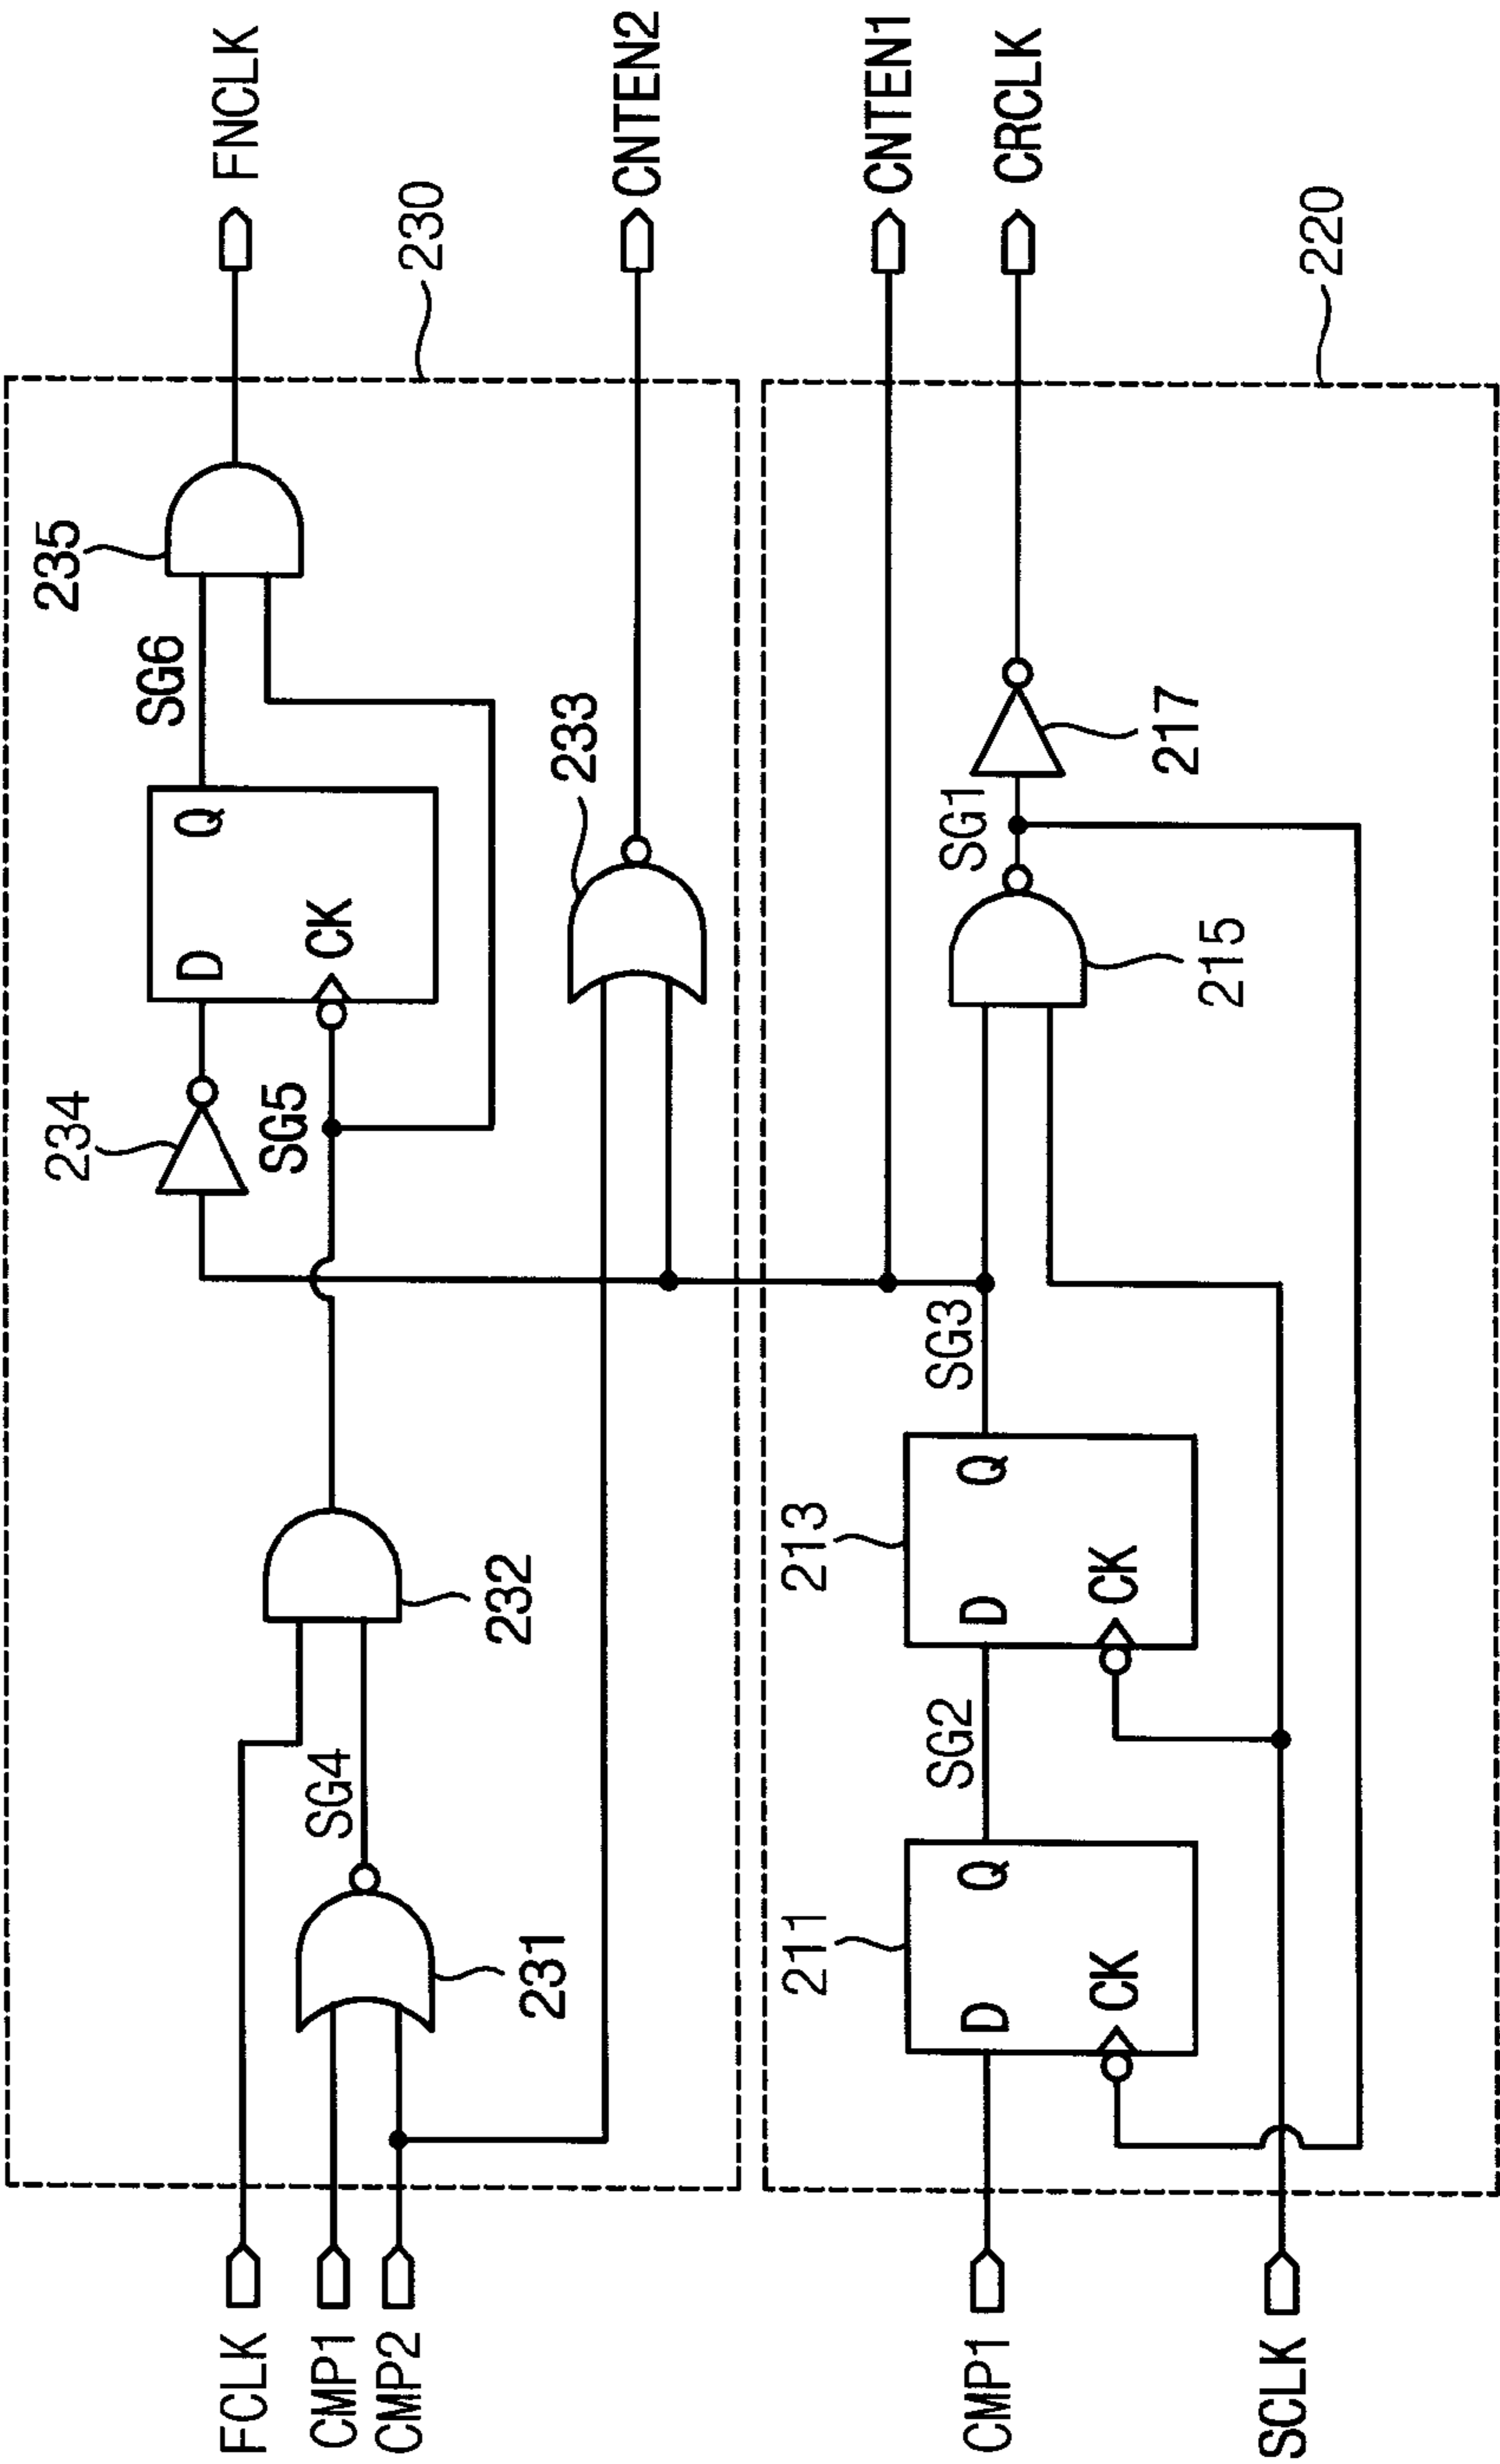 FCLK
CMP1
CMP2
231
SG4
232
234
SG5
D
CK
Q
SG6
235
233
FNCLK
230
CNTEN2
CMP1
SCLK
211
D
CK
Q
SG2
213
D
CK
Q
SG3
215
SG1
217
CNTEN1
CRCLK
220